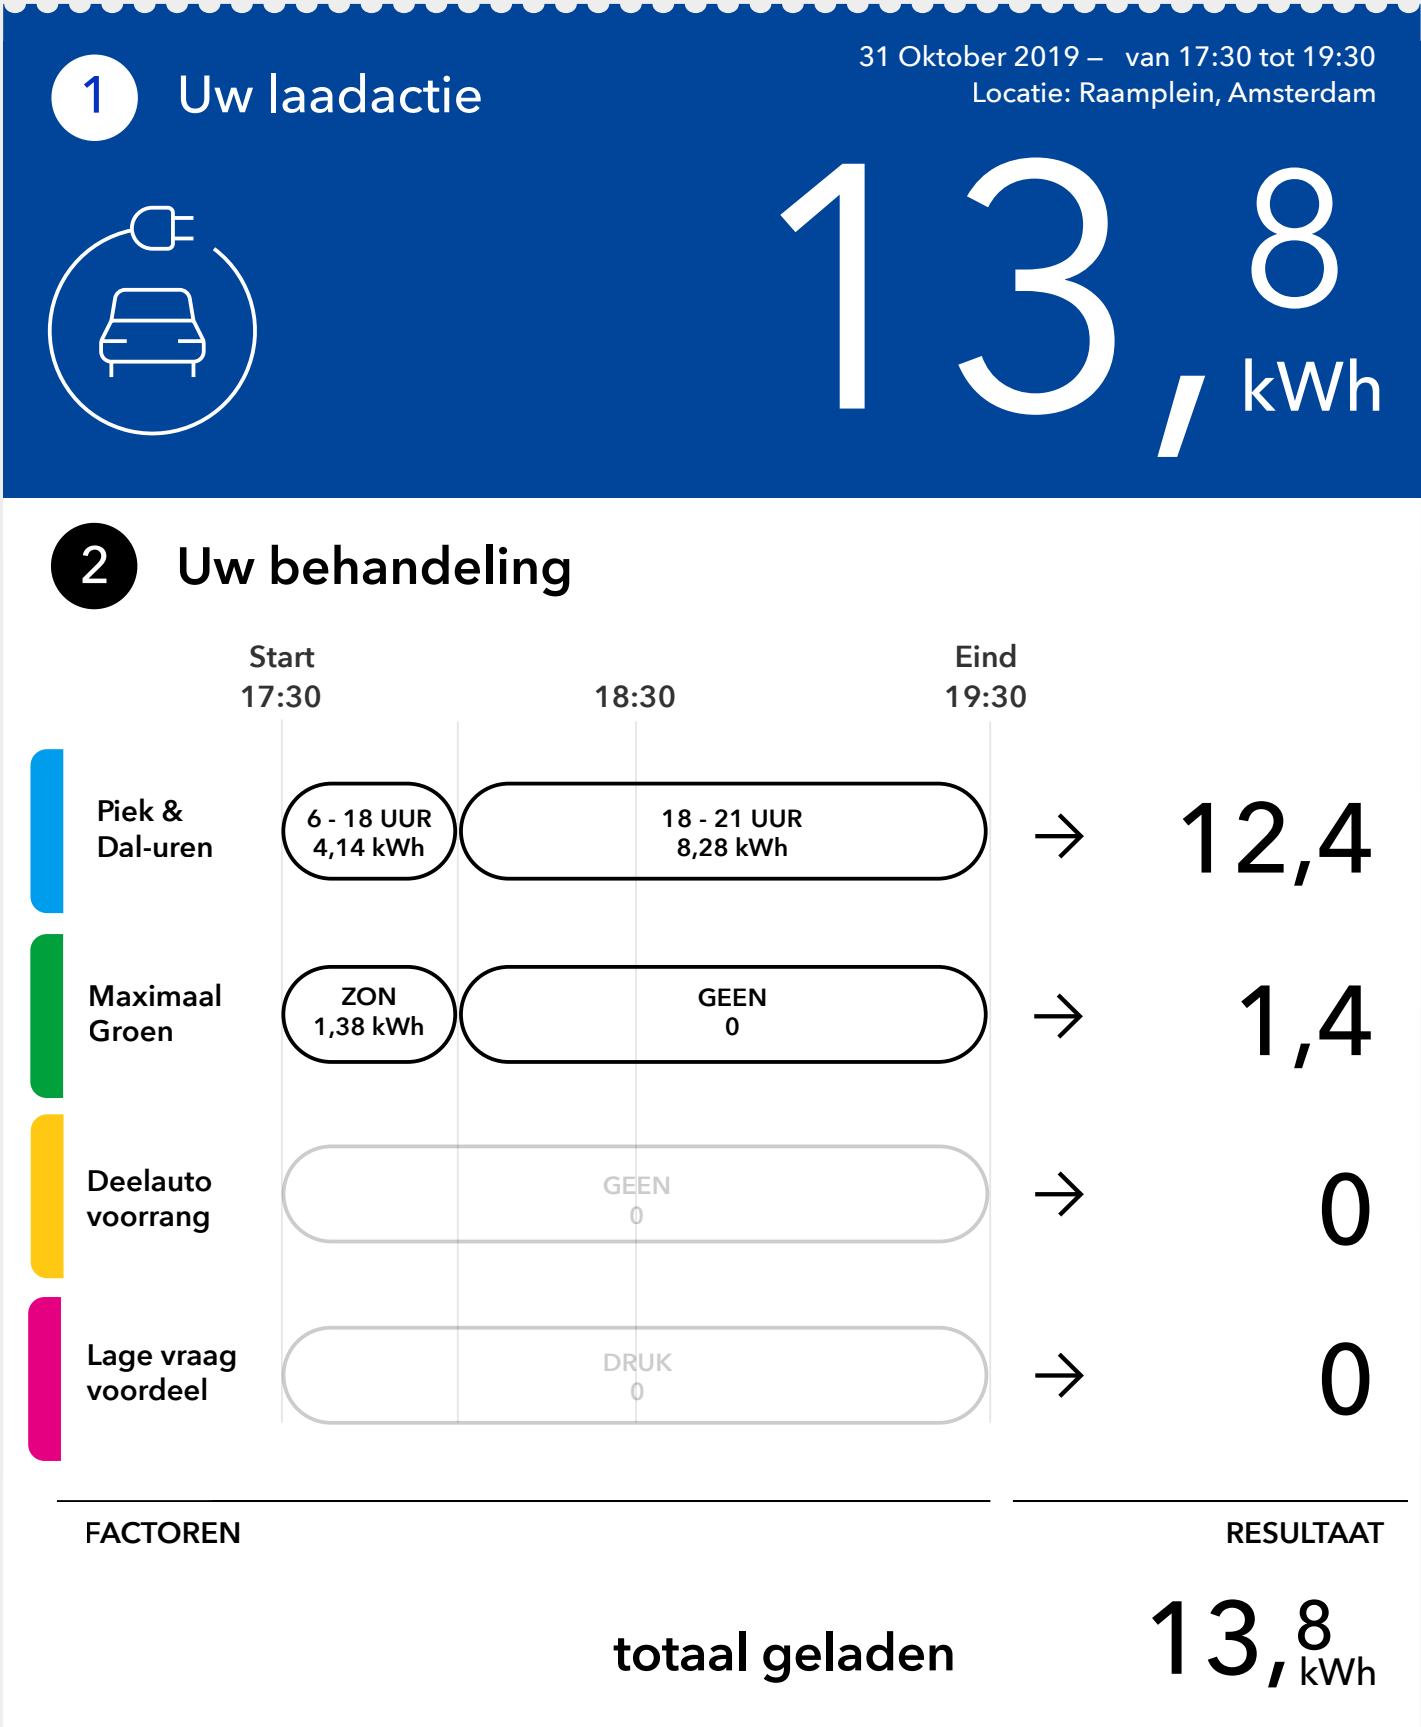 31 Oktober 2019 – van 17:30 tot 19:30
Locatie: Raamplein, Amsterdam
1 Uw laadactie
13,8 kWh
2 Uw behandeling
Start Eind
17:30 18:30 19:30
Piek &
Dal-uren
6 - 18 UUR
4,14 kWh
18 - 21 UUR
8,28 kWh
12,4
Maximaal
Groen
ZON
1,38 kWh
GEEN
0
1,4
Deelauto
voorrang
GEEN
0
0
Lage vraag
voordeel
DRUK
0
0
FACTOREN RESULTAAT
totaal geladen 13,8 kWh